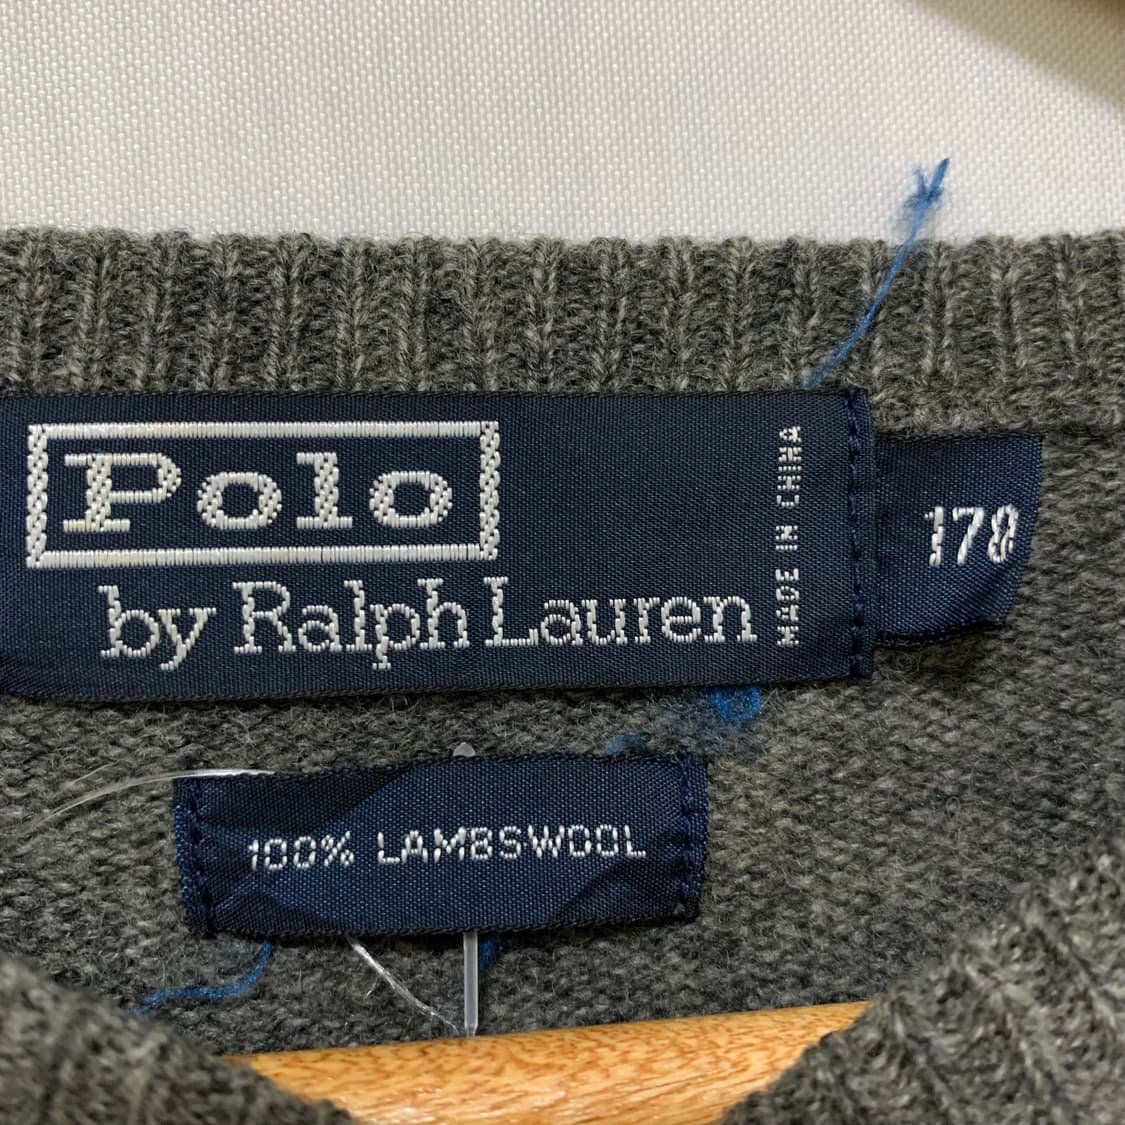 Polo
by Ralph Lauren
MADE IN CHINA
178
100% LAMBSWOOL